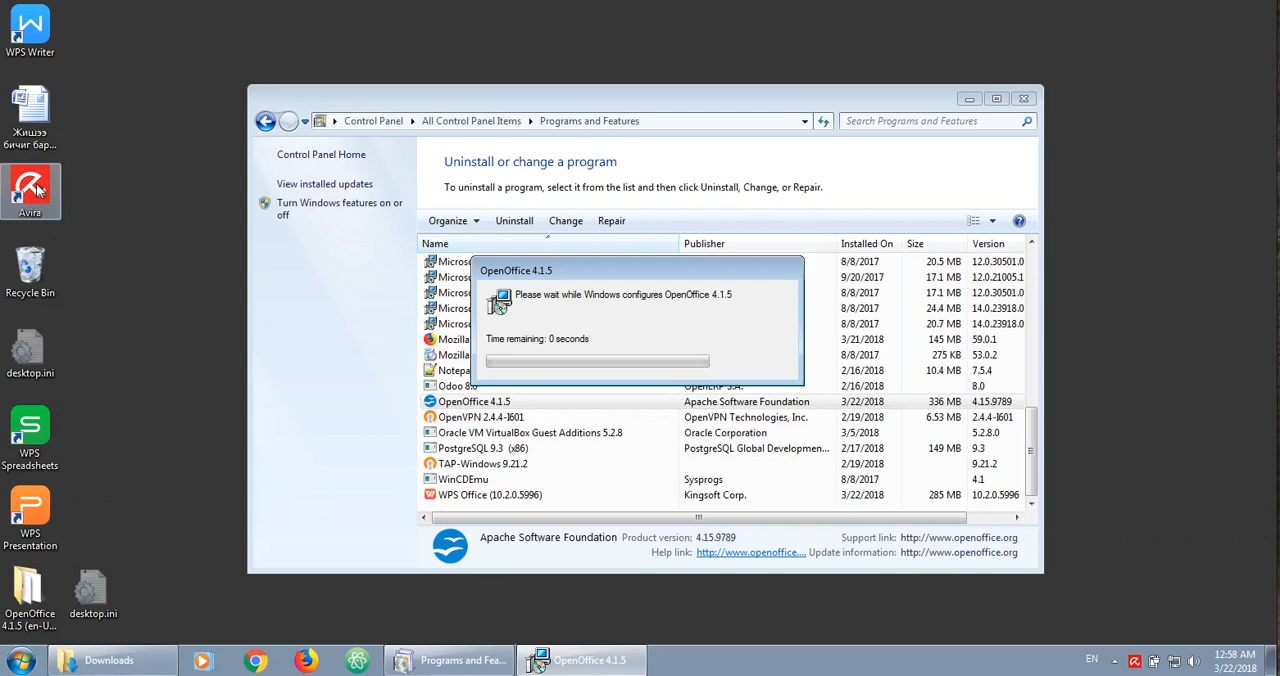 WPS Writer
Жишээ
бичиг бар...
Avira
Recycle Bin
desktop.ini
WPS
Spreadsheets
WPS
Presentation
OpenOffice
4.1.5 (en-U...
desktop.ini
Control Panel All Control Panel Items Programs and Features
Search Programs and Features
Control Panel Home
View installed updates
Turn Windows features on or
off
Uninstall or change a program
To uninstall a program, select it from the list and then click Uninstall, Change, or Repair.
Organize Uninstall Change Repair
Name Publisher Installed On Size Version
Microso 8/8/2017 20.5 MB 12.0.30501.0
Microso 9/20/2017 17.1 MB 12.0.21005.1
Microso 8/8/2017 17.1 MB 12.0.30501.0
Microso 8/8/2017 24.4 MB 14.0.23918.0
Microso 8/8/2017 20.7 MB 14.0.23918.0
Mozilla 3/21/2018 145 MB 59.0.1
Mozilla 8/8/2017 275 KB 53.0.2
Notepa 2/16/2018 10.4 MB 7.5.4
Odoo 8.0 OpenERP S.A. 2/16/2018 8.0
OpenOffice 4.1.5 Apache Software Foundation 3/22/2018 336 MB 4.15.9789
OpenVPN 2.4.4-I601 OpenVPN Technologies, Inc. 2/19/2018 6.53 MB 2.4.4-I601
Oracle VM VirtualBox Guest Additions 5.2.8 Oracle Corporation 3/5/2018 5.2.8.0
PostgreSQL 9.3 (x86) PostgreSQL Global Developmen... 2/17/2018 149 MB 9.3
TAP-Windows 9.21.2 2/19/2018 9.21.2
WinCDEmu Sysprogs 4.1
WPS Office (10.2.0.5996) Kingsoft Corp. 3/22/2018 285 MB 10.2.0.5996
OpenOffice 4.1.5
Please wait while Windows configures OpenOffice 4.1.5
Time remaining: 0 seconds
Apache Software Foundation Product version: 4.15.9789 Support link: http://www.openoffice.org
Help link: http://www.openoffice.... Update information: http://www.openoffice.org
Downloads
Programs and Fea...
OpenOffice 4.1.5
EN
12:58 AM
3/22/2018